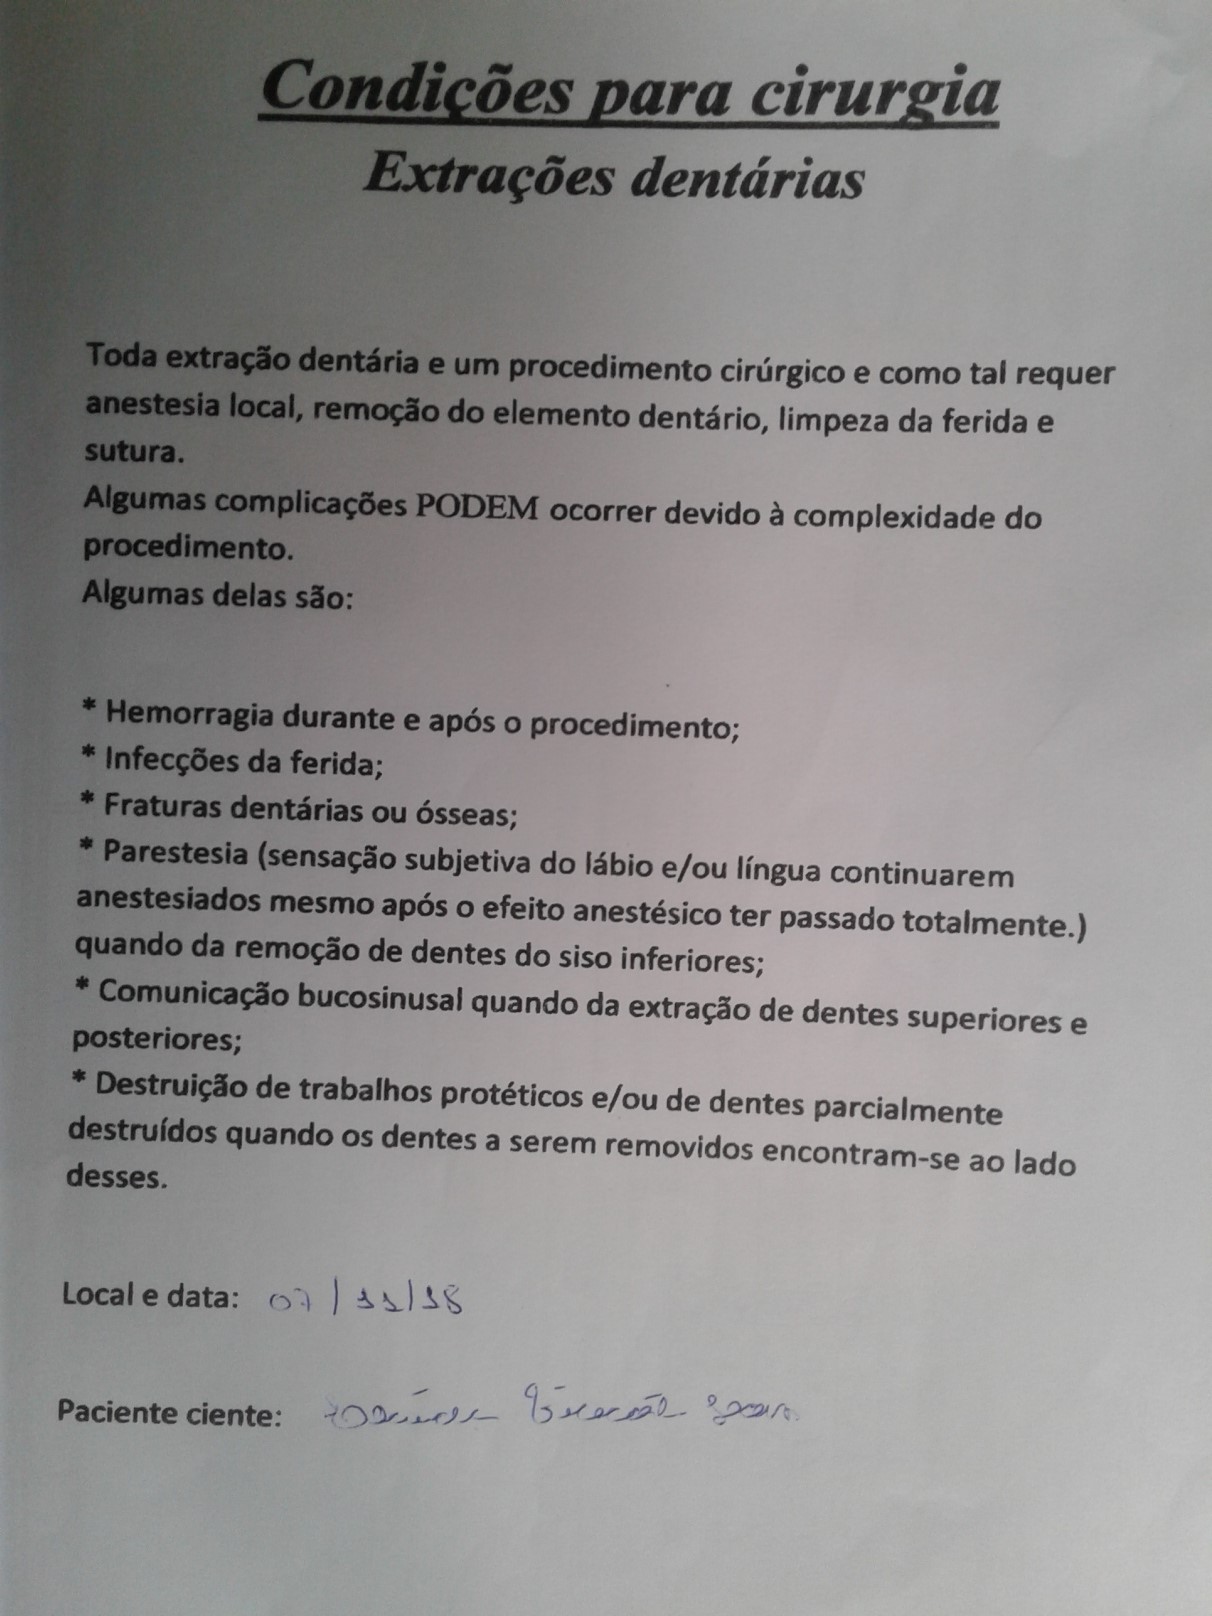 Condições para cirurgia
Extrações dentárias
Toda extração dentária e um procedimento cirúrgico e como tal requer
anestesia local, remoção do elemento dentário, limpeza da ferida e
sutura.
Algumas complicações PODEM ocorrer devido à complexidade do
procedimento.
Algumas delas são:
* Hemorragia durante e após o procedimento;
* Infecções da ferida;
* Fraturas dentárias ou ósseas;
* Parestesia (sensação subjetiva do lábio e/ou língua continuarem
anestesiados mesmo após o efeito anestésico ter passado totalmente.)
quando da remoção de dentes do siso inferiores;
* Comunicação bucosinusal quando da extração de dentes superiores e
posteriores;
* Destruição de trabalhos protéticos e/ou de dentes parcialmente
destruídos quando os dentes a serem removidos encontram-se ao lado
desses.
Local e data: 07/11/18
Paciente ciente: